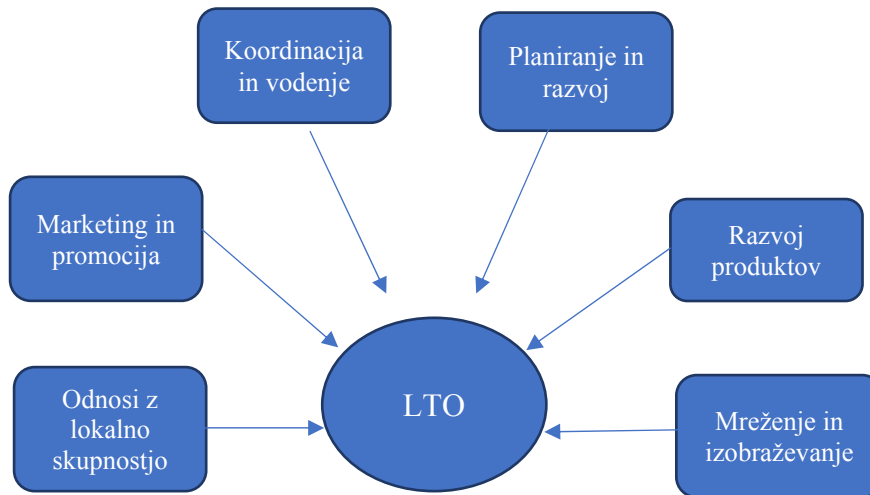 Koordinacija
in vodenje
Planiranje in
razvoj
Marketing in
promocija
Razvoj
produktov
Odnosi z
lokalno
skupnostjo
LTO
Mreženje in
izobraževanje